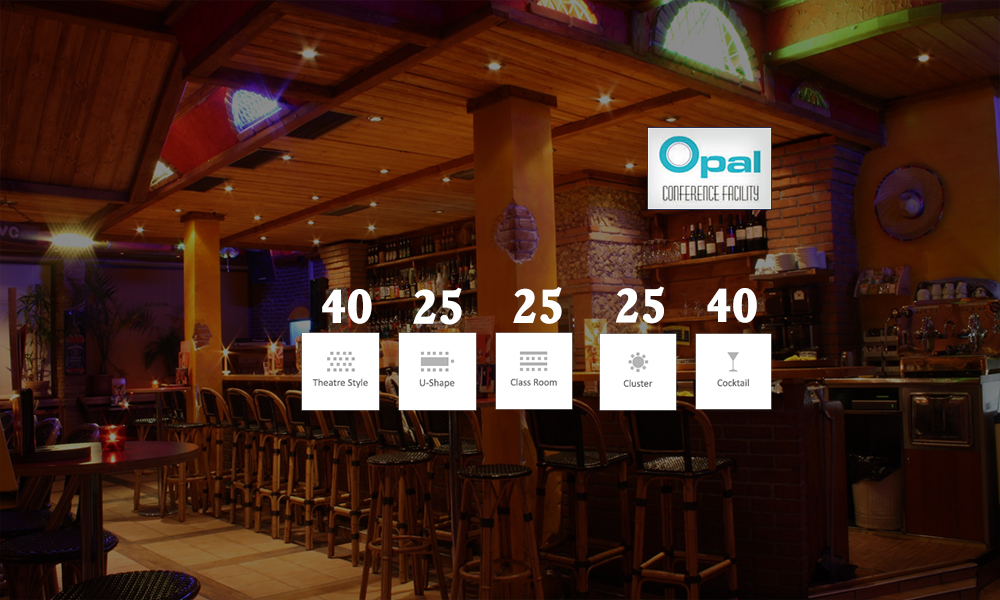 Opal
CONFERENCE FACILITY
40 25 25 25 40
Theatre Style U-Shape Class Room Cluster Cocktail